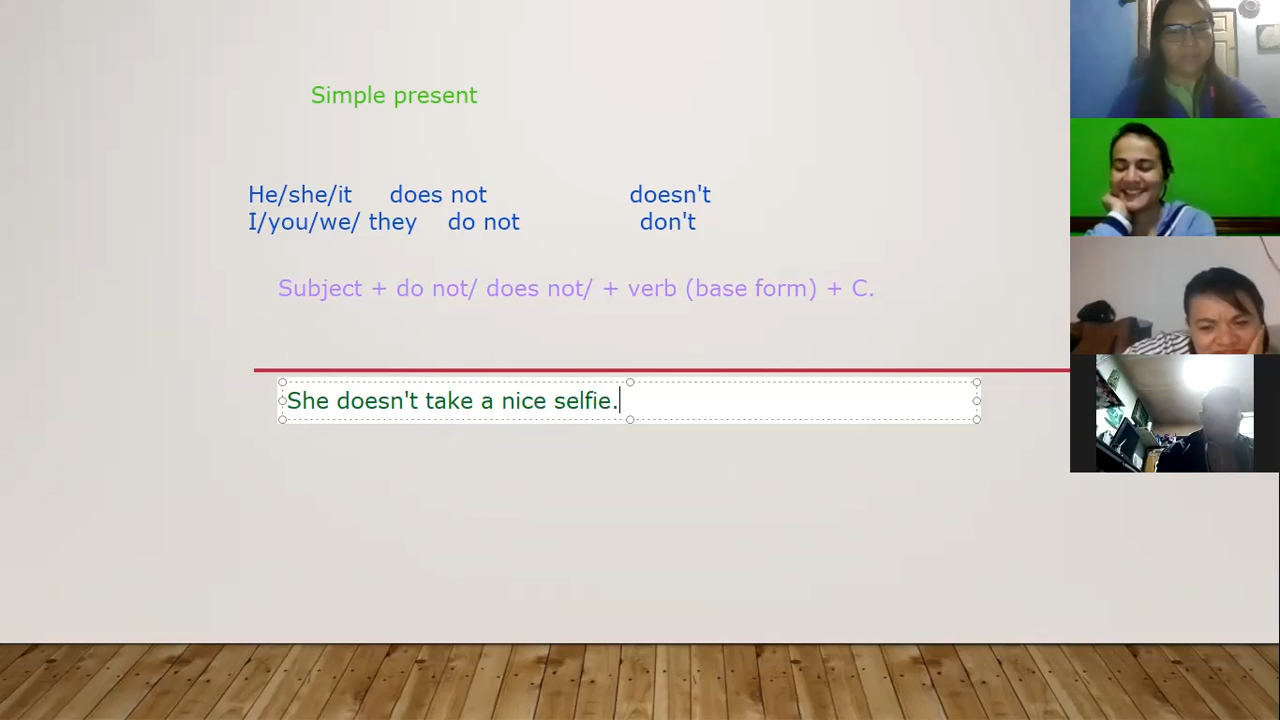 Simple present
He/she/it does not doesn't
I/you/we/ they do not don't
Subject + do not/ does not/ + verb (base form) + C.
She doesn't take a nice selfie.